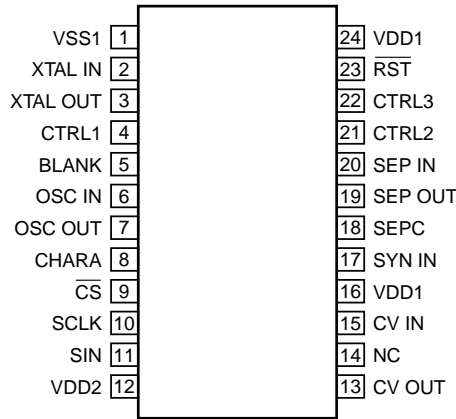 VSS1 1 24 VDD1
XTAL IN 2 23 RST
XTAL OUT 3 22 CTRL3
CTRL1 4 21 CTRL2
BLANK 5 20 SEP IN
OSC IN 6 19 SEP OUT
OSC OUT 7 18 SEPC
CHARA 8 17 SYN IN
CS 9 16 VDD1
SCLK 10 15 CV IN
SIN 11 14 NC
VDD2 12 13 CV OUT